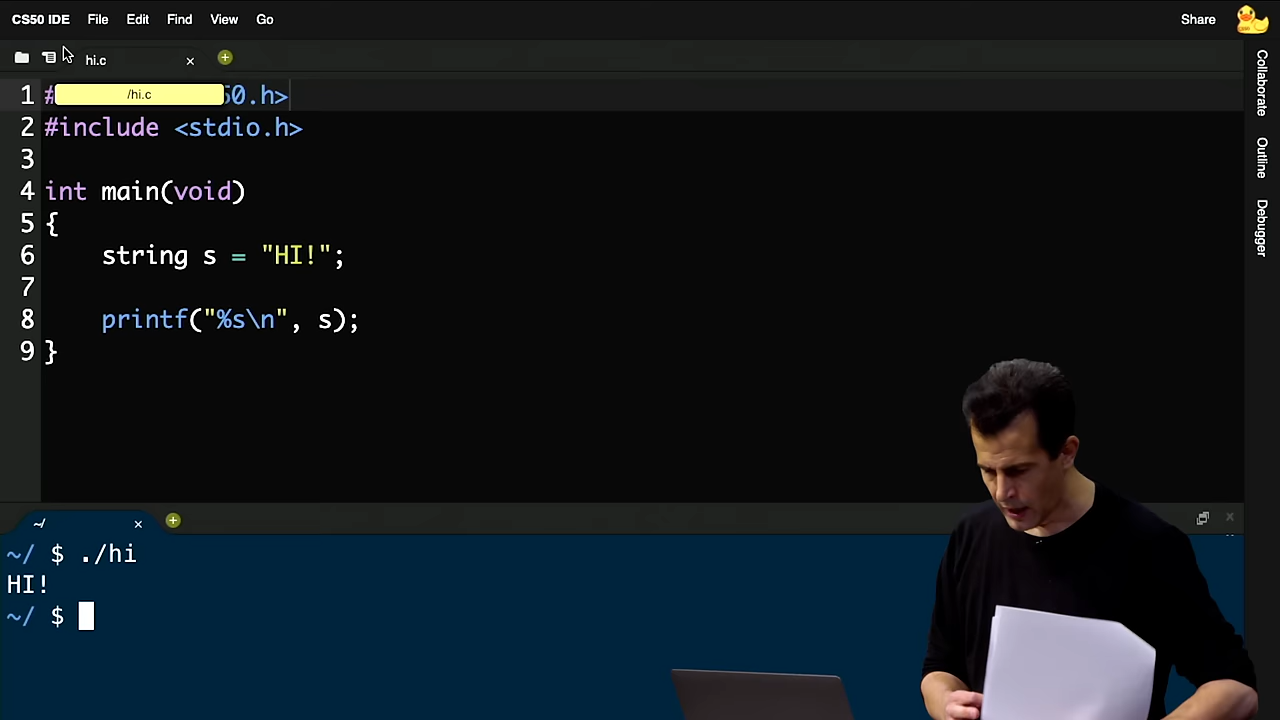 CS50 IDE File Edit Find View Go Share
hi.c
/hi.c
1 # 50.h>
2 #include <stdio.h>
3
4 int main(void)
5 {
6 string s = "HI!";
7
8 printf("%s\n", s);
9 }
Collaborate
Outline
Debugger
~/
~/ $ ./hi
HI!
~/ $